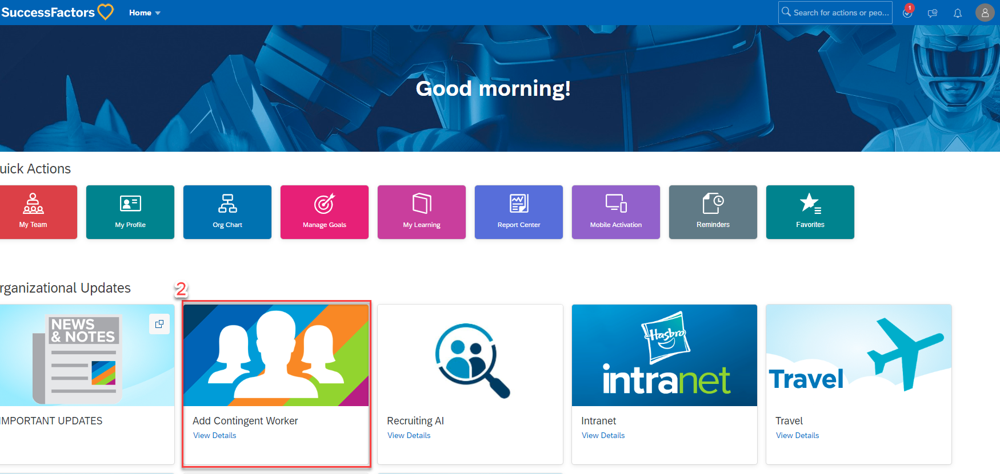 SuccessFactors
Home
Search for actions or peo...
1
Good morning!
uick Actions
My Team
My Profile
Org Chart
Manage Goals
My Learning
Report Center
Mobile Activation
Reminders
Favorites
rganizational Updates
2
NEWS
& NOTES
Hasbro
intranet
Travel
IMPORTANT UPDATES
Add Contingent Worker
Recruiting AI
Intranet
Travel
View Details
View Details
View Details
View Details